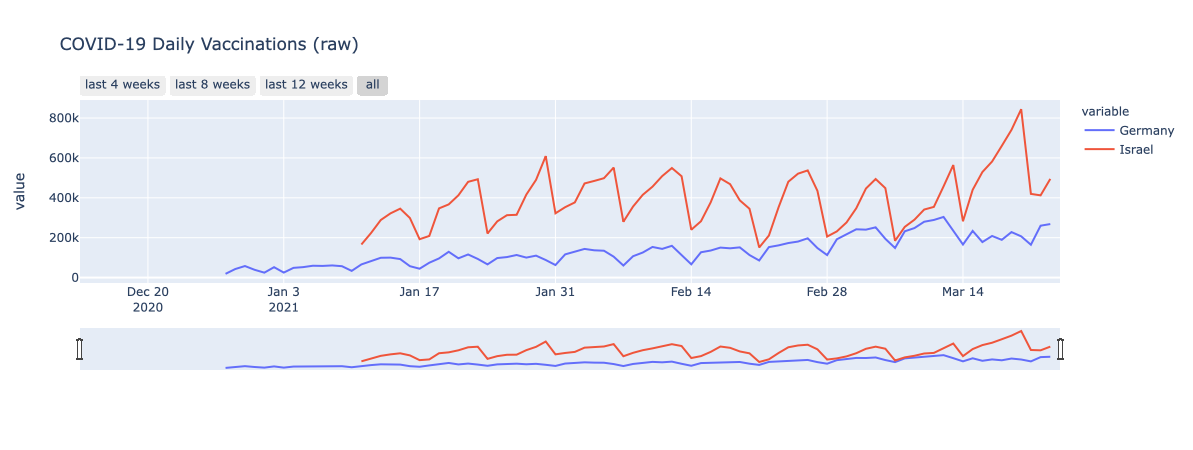 COVID-19 Daily Vaccinations (raw)
last 4 weeks last 8 weeks last 12 weeks all
variable
Germany
Israel
value
800k
600k
400k
200k
0
Dec 20 Jan 3 Jan 17 Jan 31 Feb 14 Feb 28 Mar 14
2020 2021